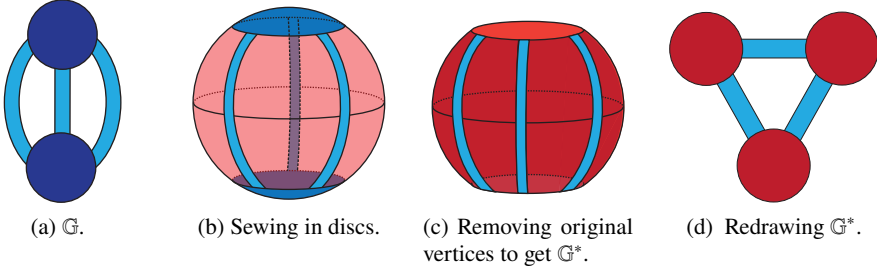 (a) 𝔾.
(b) Sewing in discs.
(c) Removing original
vertices to get 𝔾*.
(d) Redrawing 𝔾*.